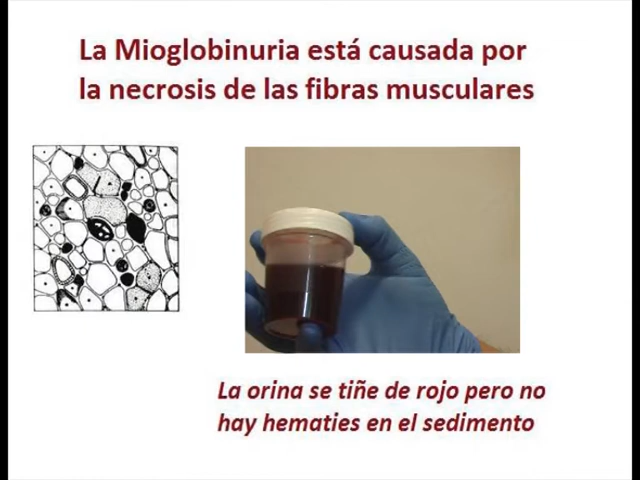 La Mioglobinuria está causada por
la necrosis de las fibras musculares
La orina se tiñe de rojo pero no
hay hematies en el sedimento